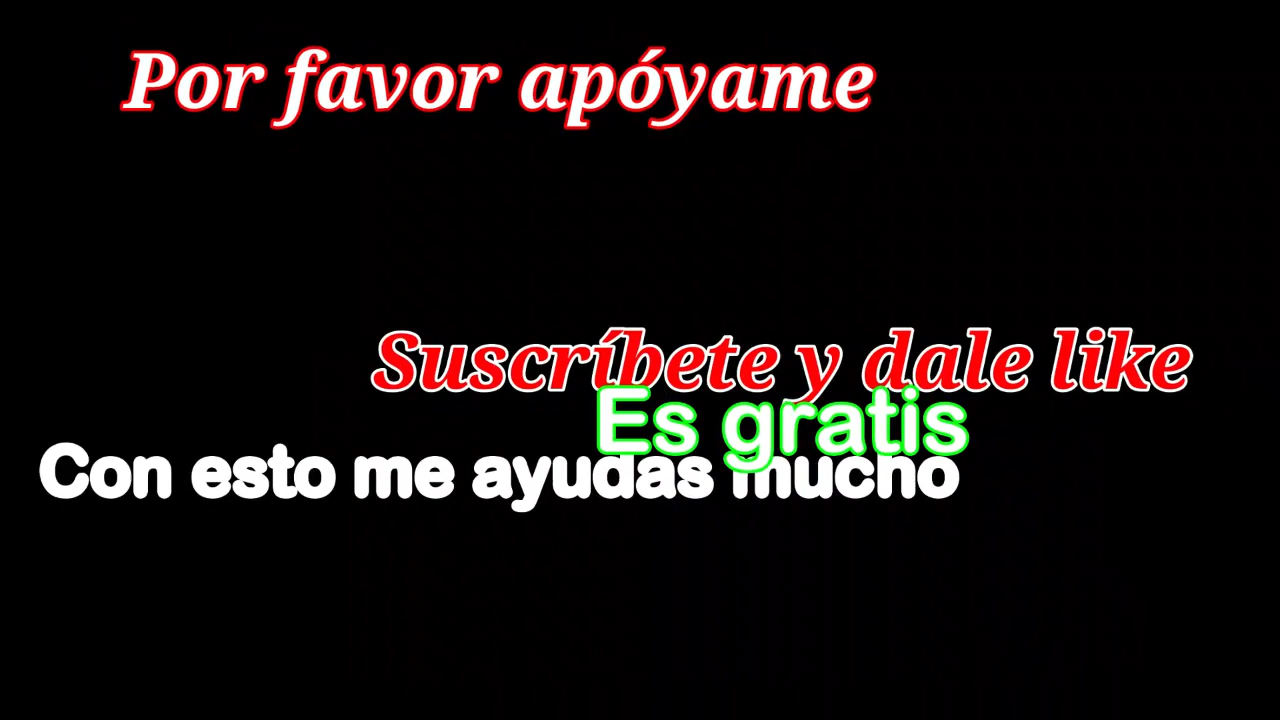 Por favor apóyame
Suscríbete y dale like
Es gratis
Con esto me ayudas mucho